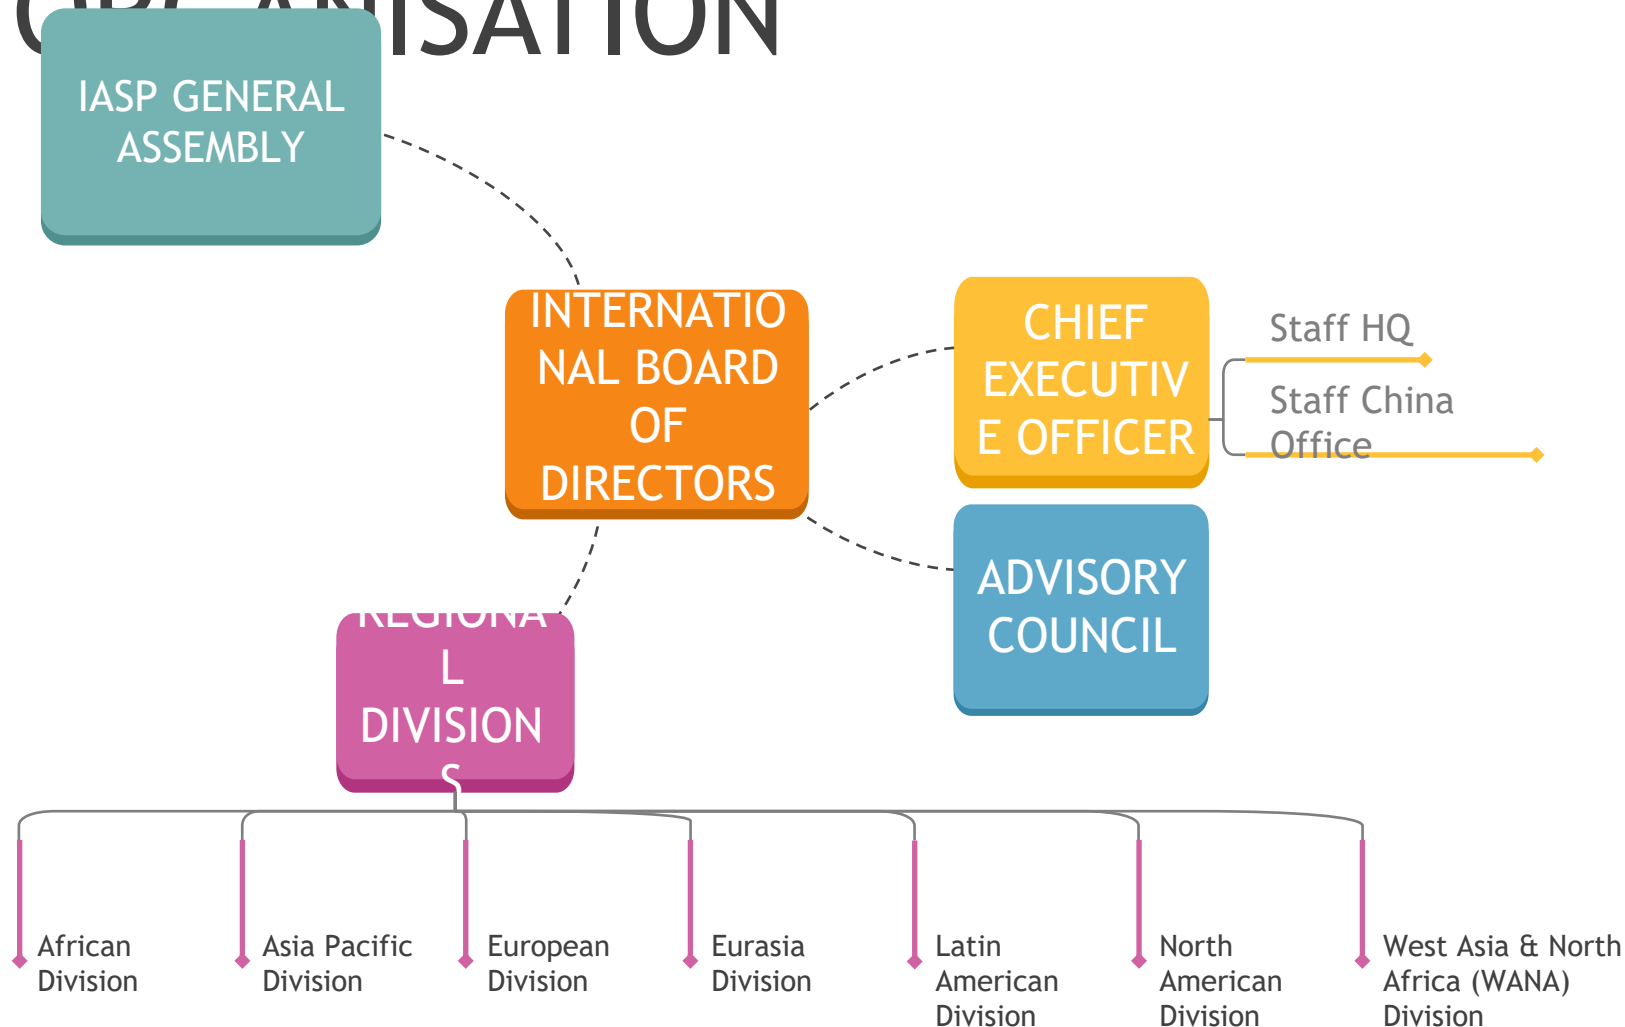 ORGANISATION
IASP GENERAL
ASSEMBLY
INTERNATIO
NAL BOARD
OF
DIRECTORS
CHIEF
EXECUTIV
E OFFICER
Staff HQ
Staff China
Office
ADVISORY
COUNCIL
REGIONA
L
DIVISION
S
African
Division
Asia Pacific
Division
European
Division
Eurasia
Division
Latin
American
Division
North
American
Division
West Asia & North
Africa (WANA)
Division